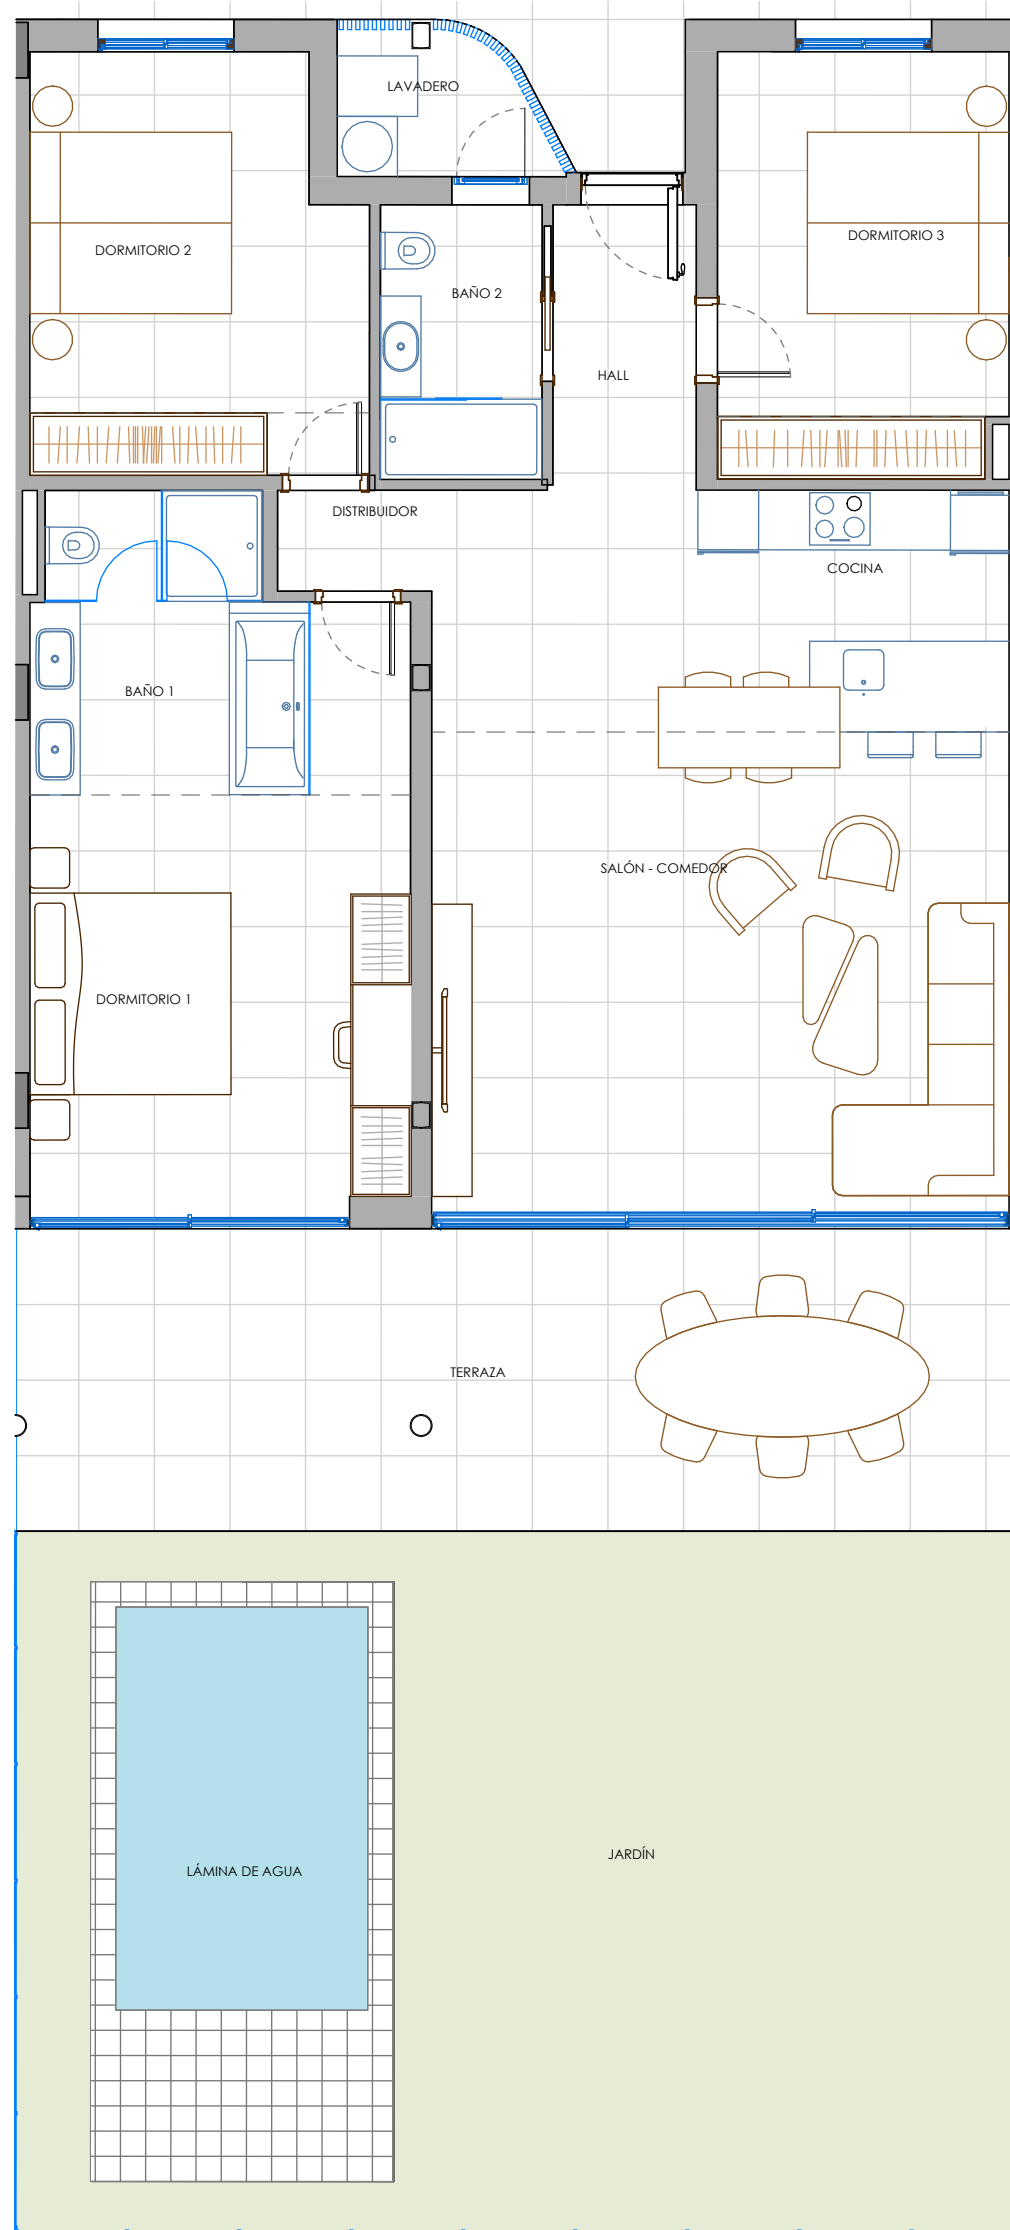 LAVADERO
DORMITORIO 2
DORMITORIO 3
BAÑO 2
HALL
DISTRIBUIDOR
COCINA
BAÑO 1
SALÓN - COMEDOR
DORMITORIO 1
TERRAZA
JARDÍN
LÁMINA DE AGUA